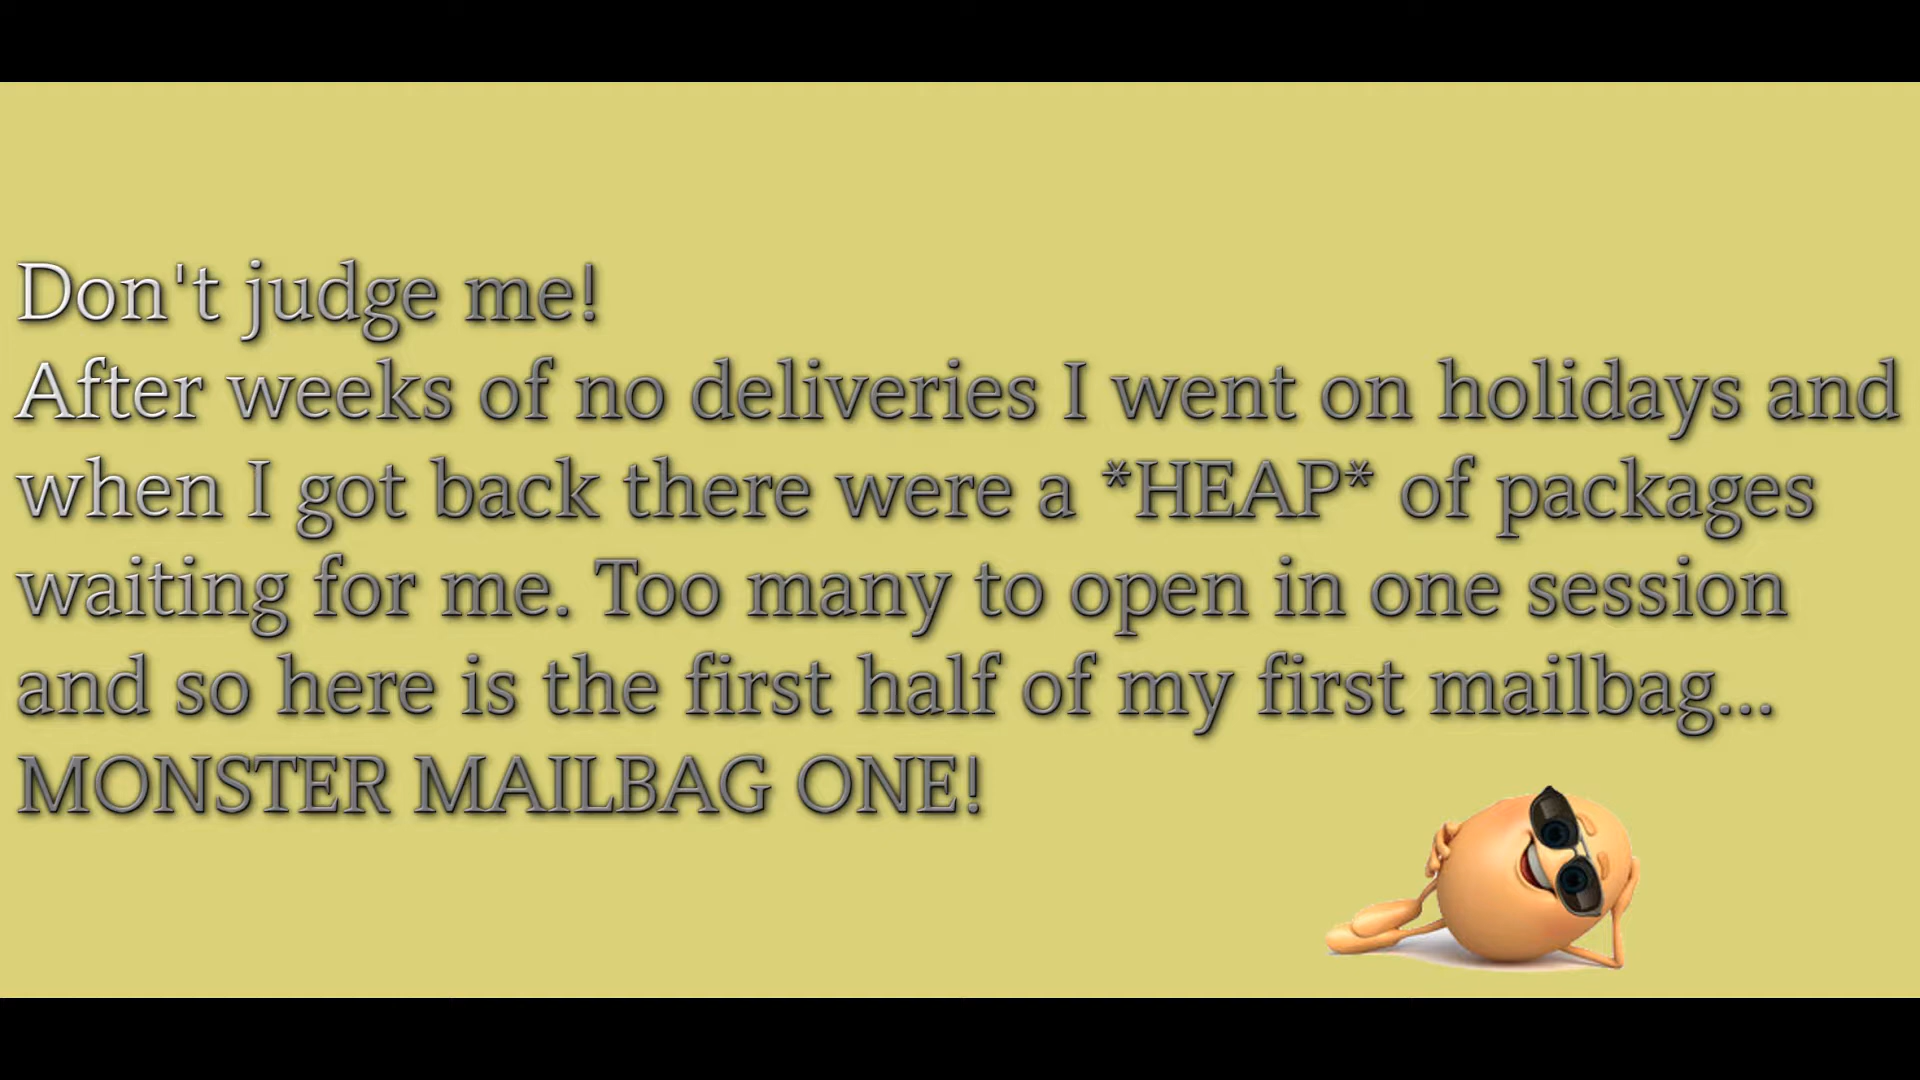 Don't judge me!
After weeks of no deliveries I went on holidays and
when I got back there were a *HEAP* of packages
waiting for me. Too many to open in one session
and so here is the first half of my first mailbag...
MONSTER MAILBAG ONE!